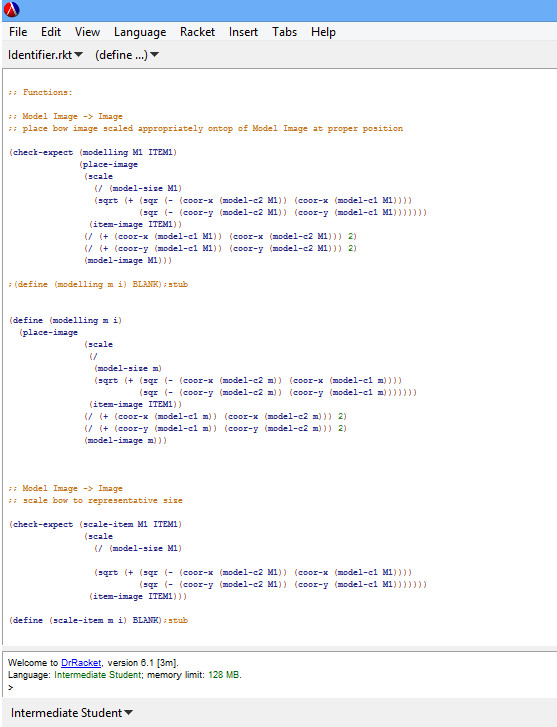 File Edit View Language Racket Insert Tabs Help
Identifier.rkt (define ...)
;; Functions:
;; Model Image -> Image
;; place bow image scaled appropriately ontop of Model Image at proper position
(check-expect (modelling M1 ITEM1)
(place-image
(scale
(/ (model-size M1)
(sqrt (+ (sqr (- (coor-x (model-c2 M1)) (coor-x (model-c1 M1))))
(sqr (- (coor-y (model-c2 M1)) (coor-y (model-c1 M1)))))))
(item-image ITEM1))
(/ (+ (coor-x (model-c1 M1)) (coor-x (model-c2 M1))) 2)
(/ (+ (coor-y (model-c1 M1)) (coor-y (model-c2 M1))) 2)
(model-image M1)))
;(define (modelling m i) BLANK);stub
(define (modelling m i)
(place-image
(scale
(/
(model-size m)
(sqrt (+ (sqr (- (coor-x (model-c2 m)) (coor-x (model-c1 m))))
(sqr (- (coor-y (model-c2 m)) (coor-y (model-c1 m)))))))
(item-image ITEM1))
(/ (+ (coor-x (model-c1 m)) (coor-x (model-c2 m))) 2)
(/ (+ (coor-y (model-c1 m)) (coor-y (model-c2 m))) 2)
(model-image m)))
;; Model Image -> Image
;; scale bow to representative size
(check-expect (scale-item M1 ITEM1)
(scale
(/ (model-size M1)
(sqrt (+ (sqr (- (coor-x (model-c2 M1)) (coor-x (model-c1 M1))))
(sqr (- (coor-y (model-c2 M1)) (coor-y (model-c1 M1)))))))
(item-image ITEM1)))
(define (scale-item m i) BLANK);stub
Welcome to DrRacket, version 6.1 [3m].
Language: Intermediate Student; memory limit: 128 MB.
>
Intermediate Student